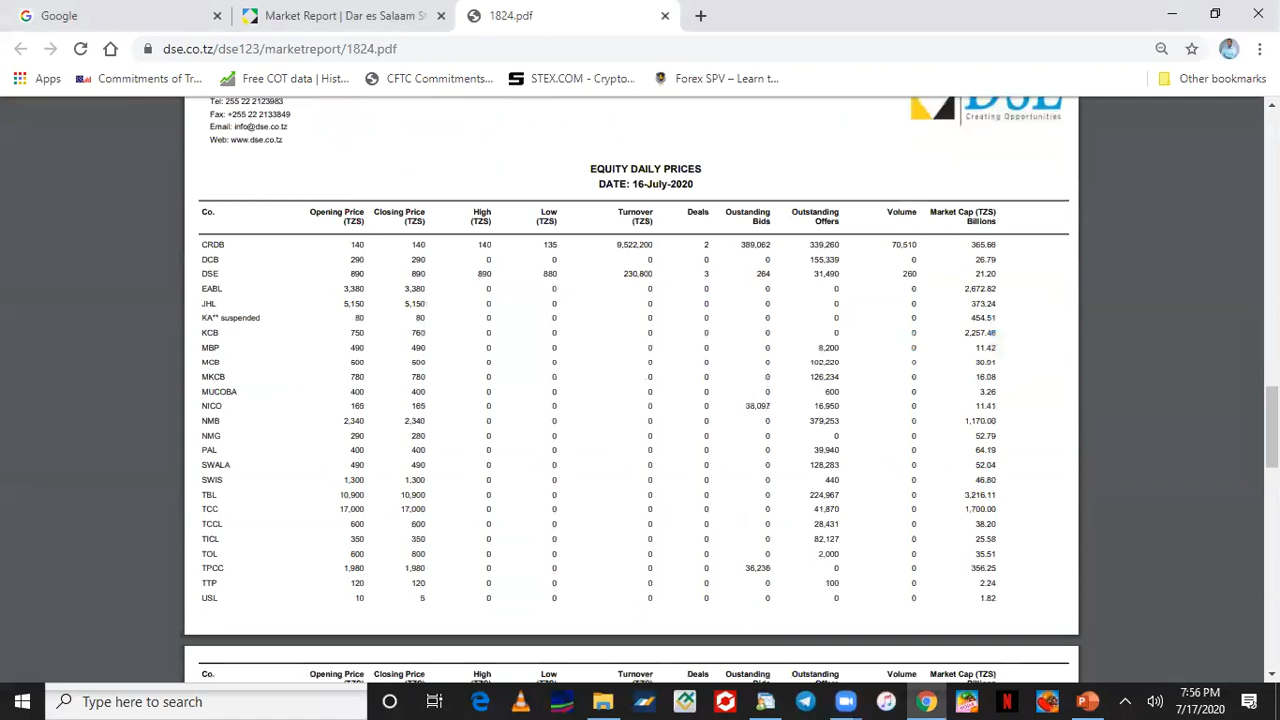 Google
Market Report | Dar es Salaam St
1824.pdf
dse.co.tz/dse123/marketreport/1824.pdf
Apps Commitments of Tr... Free COT data | Hist... CFTC Commitments... STEX.COM - Crypto... Forex SPV – Learn t... Other bookmarks
Tel: 255 22 2123983
Fax: +255 22 2133849
Email: info@dse.co.tz
Web: www.dse.co.tz
DSE
Creating Opportunities
EQUITY DAILY PRICES
DATE: 16-July-2020
Co. Opening Price Closing Price High Low Turnover Deals Oustanding Outstanding Volume Market Cap (TZS)
(TZS) (TZS) (TZS) (TZS) (TZS) Bids Offers Billions
CRDB 140 140 140 135 9,522,200 2 389,062 339,260 70,510 365.66
DCB 290 290 0 0 0 0 0 155,339 0 26.79
DSE 890 890 890 880 230,800 3 264 31,490 260 21.20
EABL 3,380 3,380 0 0 0 0 0 0 0 2,672.82
JHL 5,150 5,150 0 0 0 0 0 0 0 373.24
KA** suspended 80 80 0 0 0 0 0 0 0 454.51
KCB 750 760 0 0 0 0 0 0 0 2,257.46
MBP 490 490 0 0 0 0 0 8,200 0 11.42
MCB 500 500 0 0 0 0 0 102,220 0 30.91
MKCB 780 780 0 0 0 0 0 126,234 0 16.08
MUCOBA 400 400 0 0 0 0 0 600 0 3.26
NICO 165 165 0 0 0 0 38,097 16,950 0 11.41
NMB 2,340 2,340 0 0 0 0 0 379,253 0 1,170.00
NMG 290 280 0 0 0 0 0 0 0 52.79
PAL 400 400 0 0 0 0 0 39,940 0 64.19
SWALA 490 490 0 0 0 0 0 128,283 0 52.04
SWIS 1,300 1,300 0 0 0 0 0 440 0 46.80
TBL 10,900 10,900 0 0 0 0 0 224,967 0 3,216.11
TCC 17,000 17,000 0 0 0 0 0 41,870 0 1,700.00
TCCL 600 600 0 0 0 0 0 28,431 0 38.20
TICL 350 350 0 0 0 0 0 82,127 0 25.58
TOL 600 600 0 0 0 0 0 2,000 0 35.51
TPCC 1,980 1,980 0 0 0 0 36,236 0 0 356.25
TTP 120 120 0 0 0 0 0 100 0 2.24
USL 10 5 0 0 0 0 0 0 0 1.82
Co. Opening Price Closing Price High Low Turnover Deals Oustanding Outstanding Volume Market Cap (TZS)
Type here to search
3:56 PM
7/17/2020